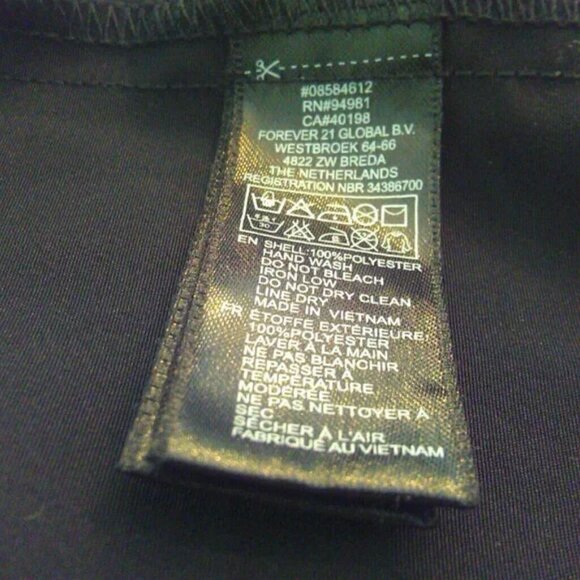 #08584612
RN#94981
CA#40198
FOREVER 21 GLOBAL B.V.
WESTBROEK 64-66
4822 ZW BREDA
THE NETHERLANDS
REGISTRATION NBR 34386700
EN SHELL:100%POLYESTER
HAND WASH
DO NOT BLEACH
IRON LOW
DO NOT DRY CLEAN
LINE DRY
MADE IN VIETNAM
FR ÉTOFFE EXTÉRIEURE:
100%POLYESTER
LAVER À LA MAIN
NE PAS BLANCHIR
REPASSER À
TEMPÉRATURE
MODÉRÉE
NE PAS NETTOYER À
SEC
SÉCHER À L'AIR
FABRIQUÉ AU VIETNAM